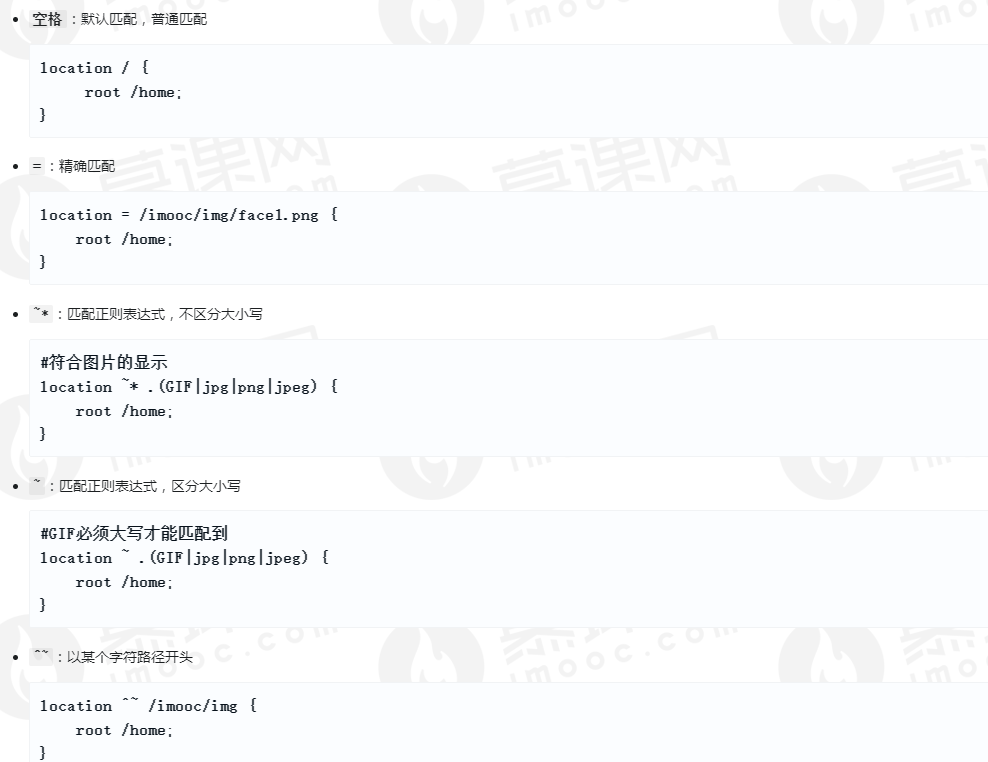 空格 ：默认匹配，普通匹配
location / {
     root /home;
}
= ：精确匹配
location = /imooc/img/face1.png {
    root /home;
}
~* ：匹配正则表达式，不区分大小写
#符合图片的显示
location ~* .(GIF|jpg|png|jpeg) {
    root /home;
}
~ ：匹配正则表达式，区分大小写
#GIF必须大写才能匹配到
location ~ .(GIF|jpg|png|jpeg) {
    root /home;
}
^~ ：以某个字符路径开头
location ^~ /imooc/img {
    root /home;
}
慕课网
imooc.com